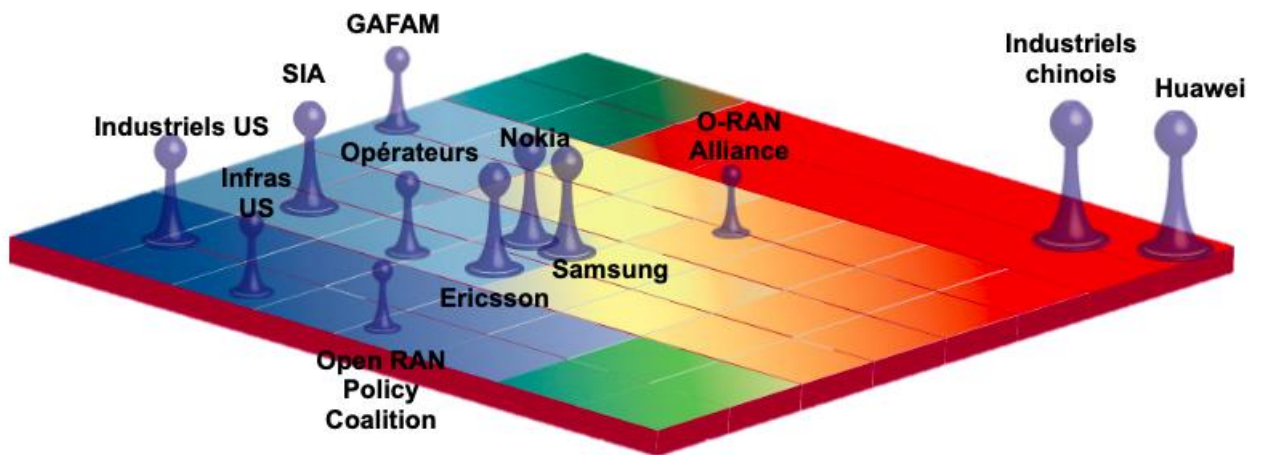 GAFAM
SIA
Industriels US
Infras
US
Opérateurs
Nokia
O-RAN
Alliance
Industriels
chinois
Huawei
Samsung
Ericsson
Open RAN
Policy
Coalition